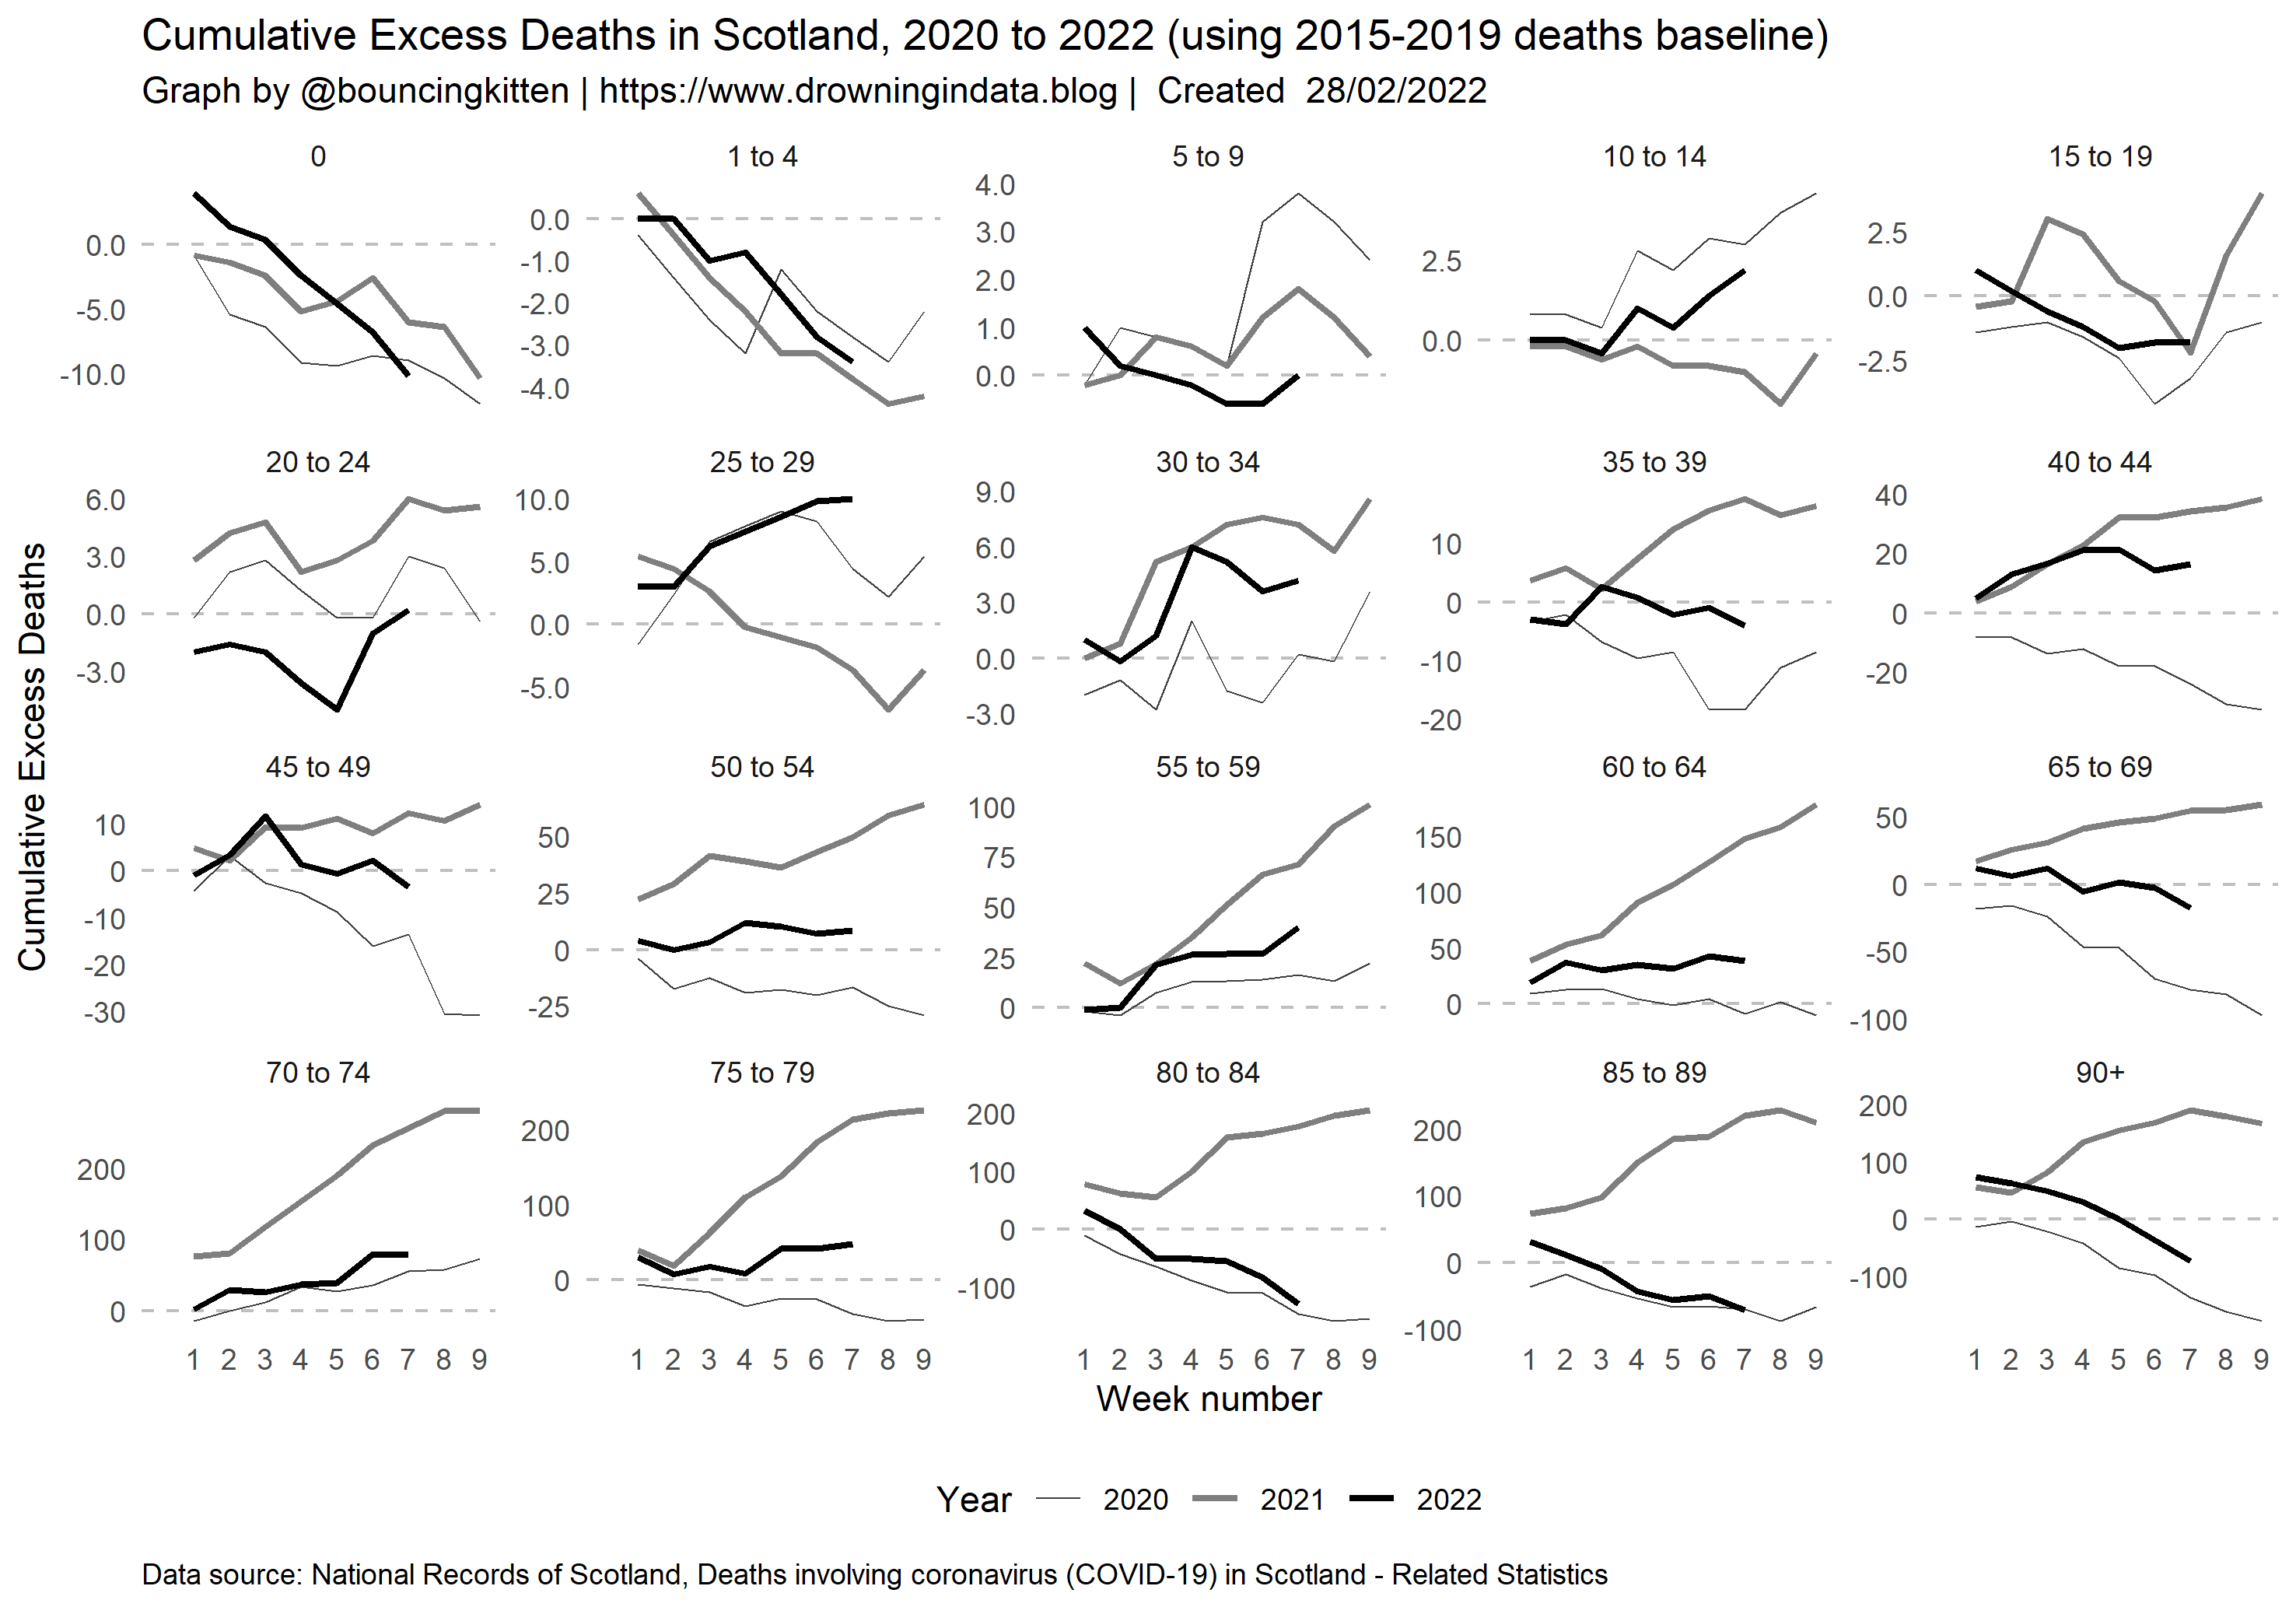 Cumulative Excess Deaths in Scotland, 2020 to 2022 (using 2015-2019 deaths baseline)
Graph by @bouncingkitten | https://www.drowningindata.blog |  Created  28/02/2022
Cumulative Excess Deaths
0
0.0
-5.0
-10.0
1 to 4
0.0
-1.0
-2.0
-3.0
-4.0
5 to 9
4.0
3.0
2.0
1.0
0.0
10 to 14
2.5
0.0
15 to 19
2.5
0.0
-2.5
20 to 24
6.0
3.0
0.0
-3.0
25 to 29
10.0
5.0
0.0
-5.0
30 to 34
9.0
6.0
3.0
0.0
-3.0
35 to 39
10
0
-10
-20
40 to 44
40
20
0
-20
45 to 49
10
0
-10
-20
-30
50 to 54
50
25
0
-25
55 to 59
100
75
50
25
0
60 to 64
150
100
50
0
65 to 69
50
0
-50
-100
70 to 74
200
100
0
1 2 3 4 5 6 7 8 9
75 to 79
200
100
0
1 2 3 4 5 6 7 8 9
80 to 84
200
100
0
-100
1 2 3 4 5 6 7 8 9
85 to 89
200
100
0
-100
1 2 3 4 5 6 7 8 9
90+
200
100
0
-100
1 2 3 4 5 6 7 8 9
Week number
Year 2020 2021 2022
Data source: National Records of Scotland, Deaths involving coronavirus (COVID-19) in Scotland - Related Statistics